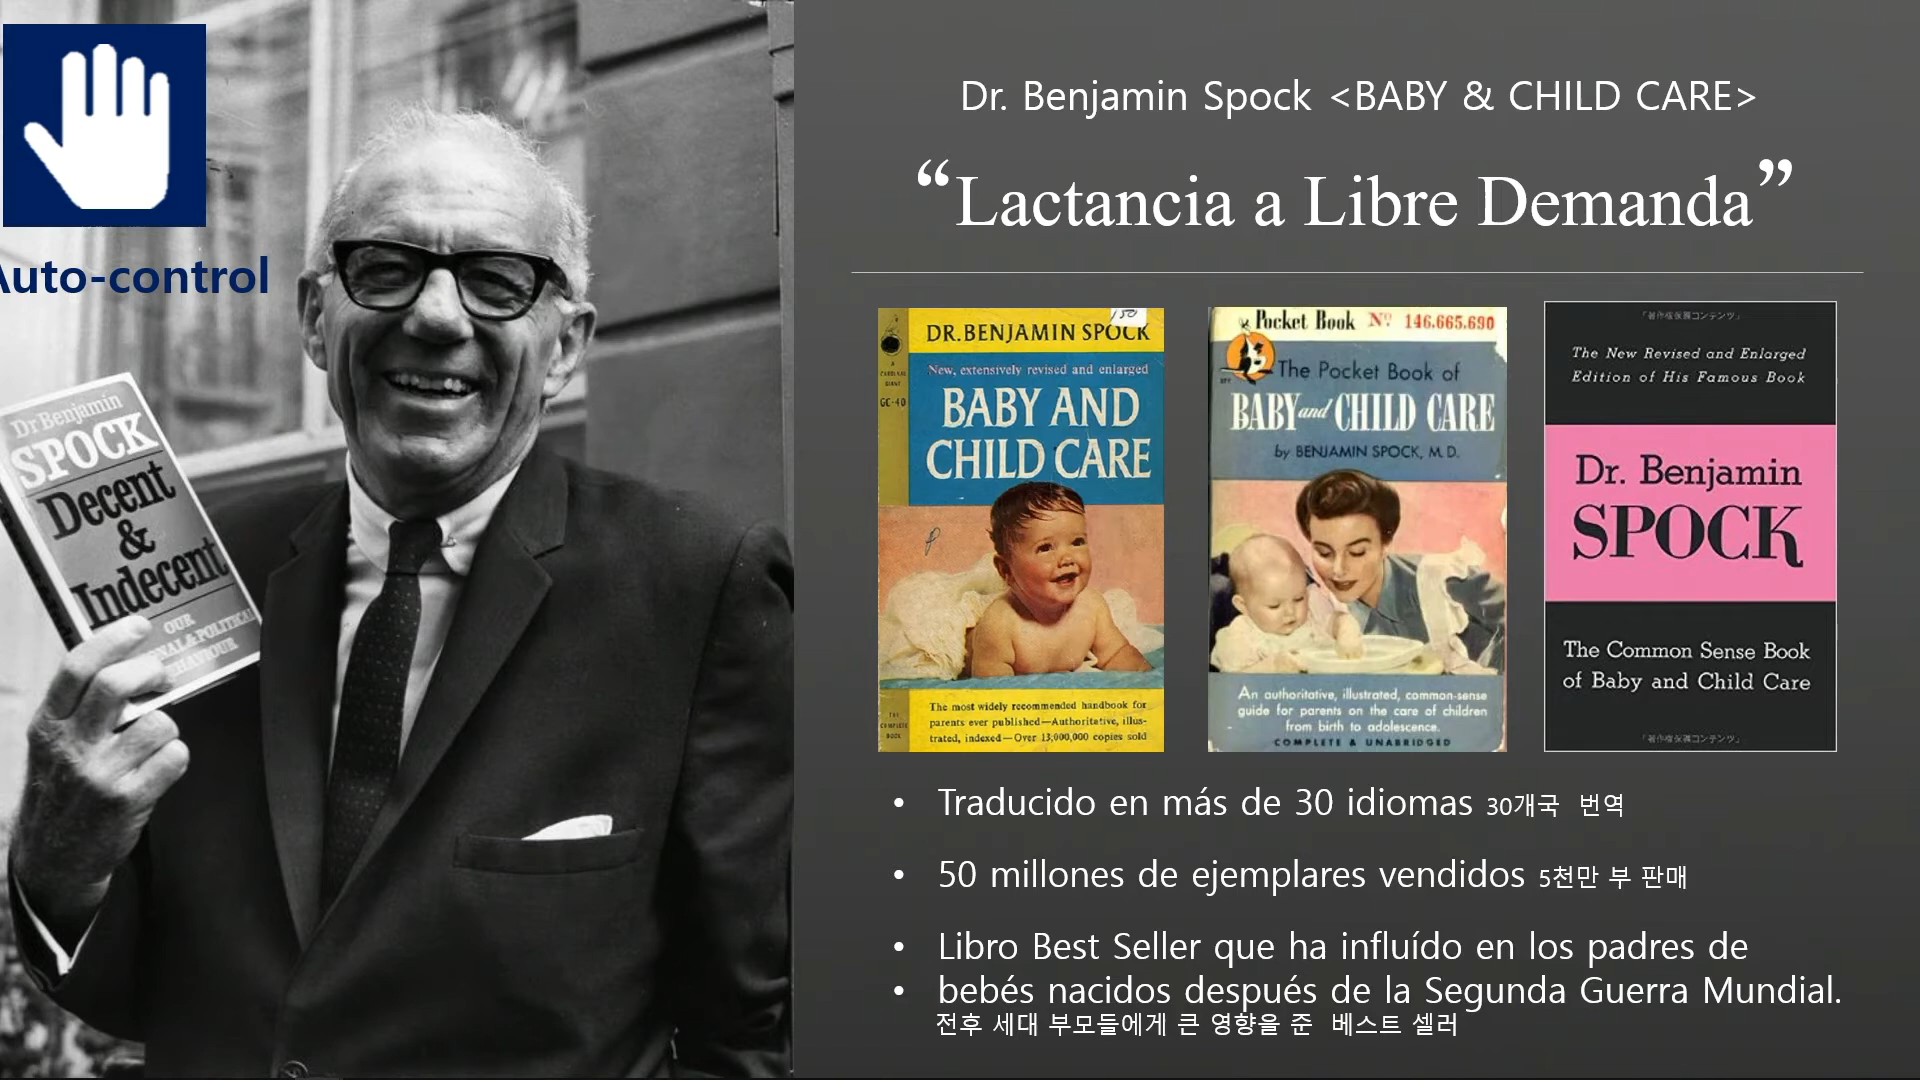 Auto-control
Dr Benjamin
SPOCK
Decent
&
Indecent
OUR
Dr. Benjamin Spock <BABY & CHILD CARE>
“Lactancia a Libre Demanda”
150
DR. BENJAMIN SPOCK
A
CARDINAL
GIANT
GC-40
New, extensively revised and enlarged
BABY AND
CHILD CARE
The most widely recommended handbook for
parents ever published—Authoritative, illus-
trated, indexed—Over 13,000,000 copies sold
THE
COMPLETE
BOOK
Pocket Book Nº 146.665.690
The Pocket Book of
BABY and CHILD CARE
by BENJAMIN SPOCK, M.D.
An authoritative, illustrated, common-sense
guide for parents on the care of children
from birth to adolescence.
COMPLETE & UNABRIDGED
The New Revised and Enlarged
Edition of His Famous Book
Dr. Benjamin
SPOCK
The Common Sense Book
of Baby and Child Care
• Traducido en más de 30 idiomas 30개국 번역
• 50 millones de ejemplares vendidos 5천만 부 판매
• Libro Best Seller que ha influído en los padres de
• bebés nacidos después de la Segunda Guerra Mundial.
전후 세대 부모들에게 큰 영향을 준 베스트 셀러